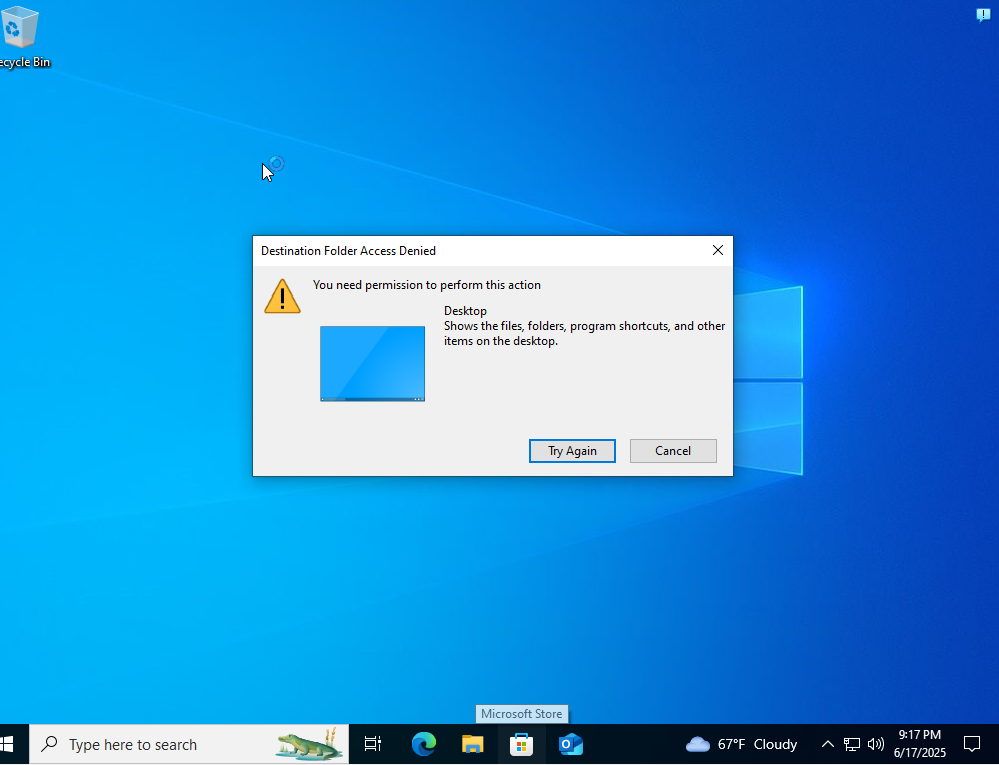 ecycle Bin
Destination Folder Access Denied
You need permission to perform this action
Desktop
Shows the files, folders, program shortcuts, and other
items on the desktop.
Try Again
Cancel
Microsoft Store
Type here to search
67°F Cloudy
9:17 PM
6/17/2025